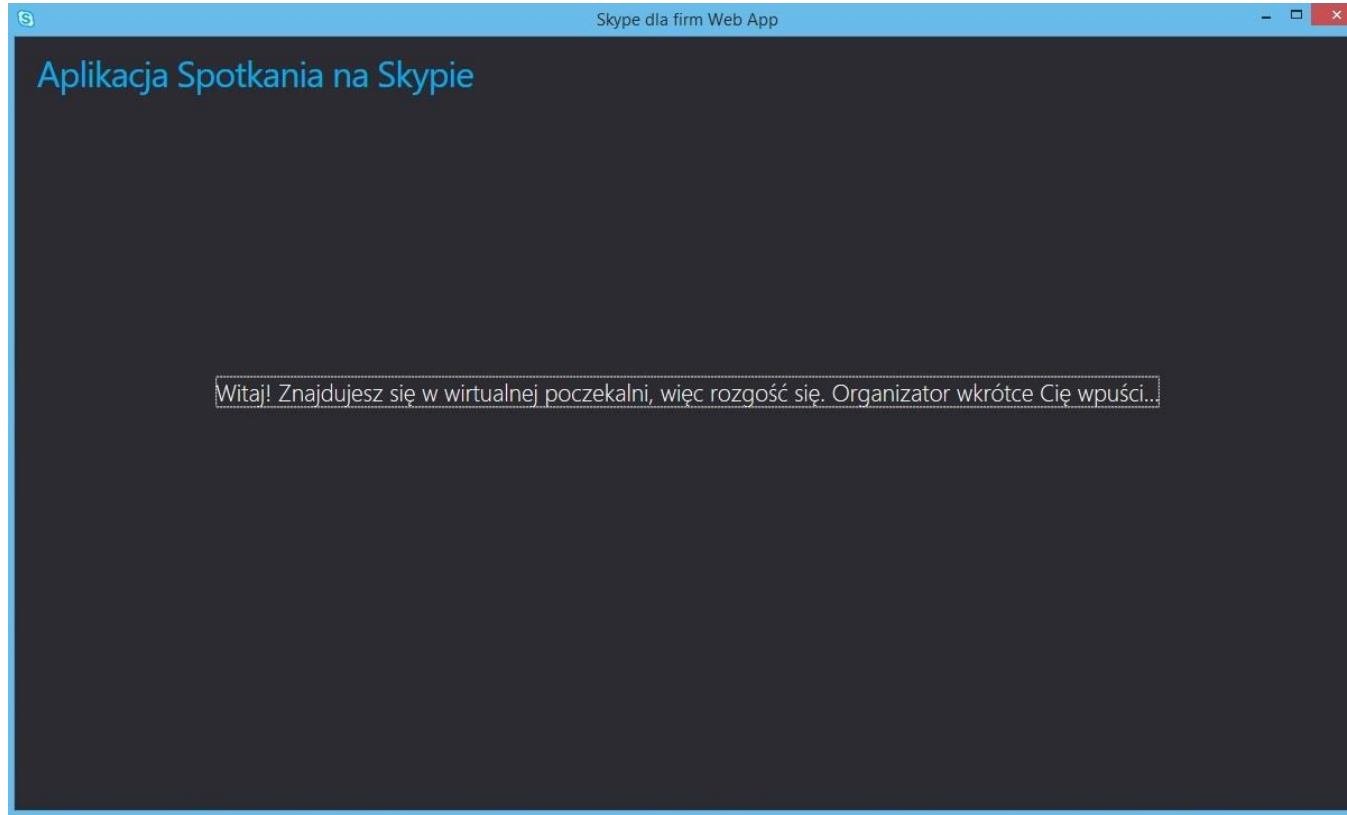 Skype dla firm Web App
Aplikacja Spotkania na Skypie
Witaj! Znajdujesz się w wirtualnej poczekalni, więc rozgość się. Organizator wkrótce Cię wpuści...